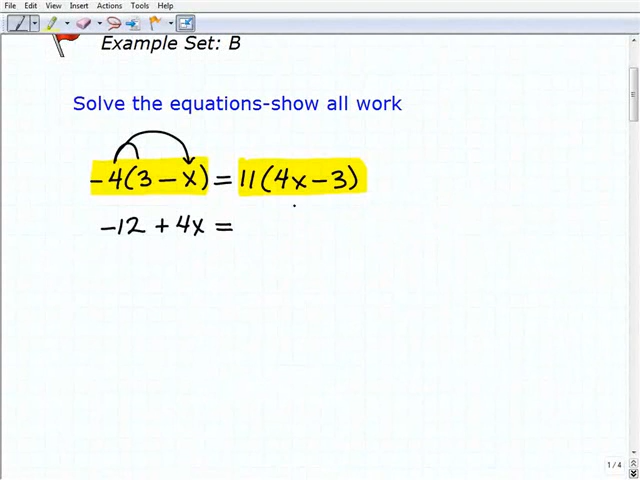 File Edit View Insert Format Actions Tools Help
Example Set: B
Solve the equations-show all work
-4(3-x) = 11(4x-3)
-12 + 4x =
1/4